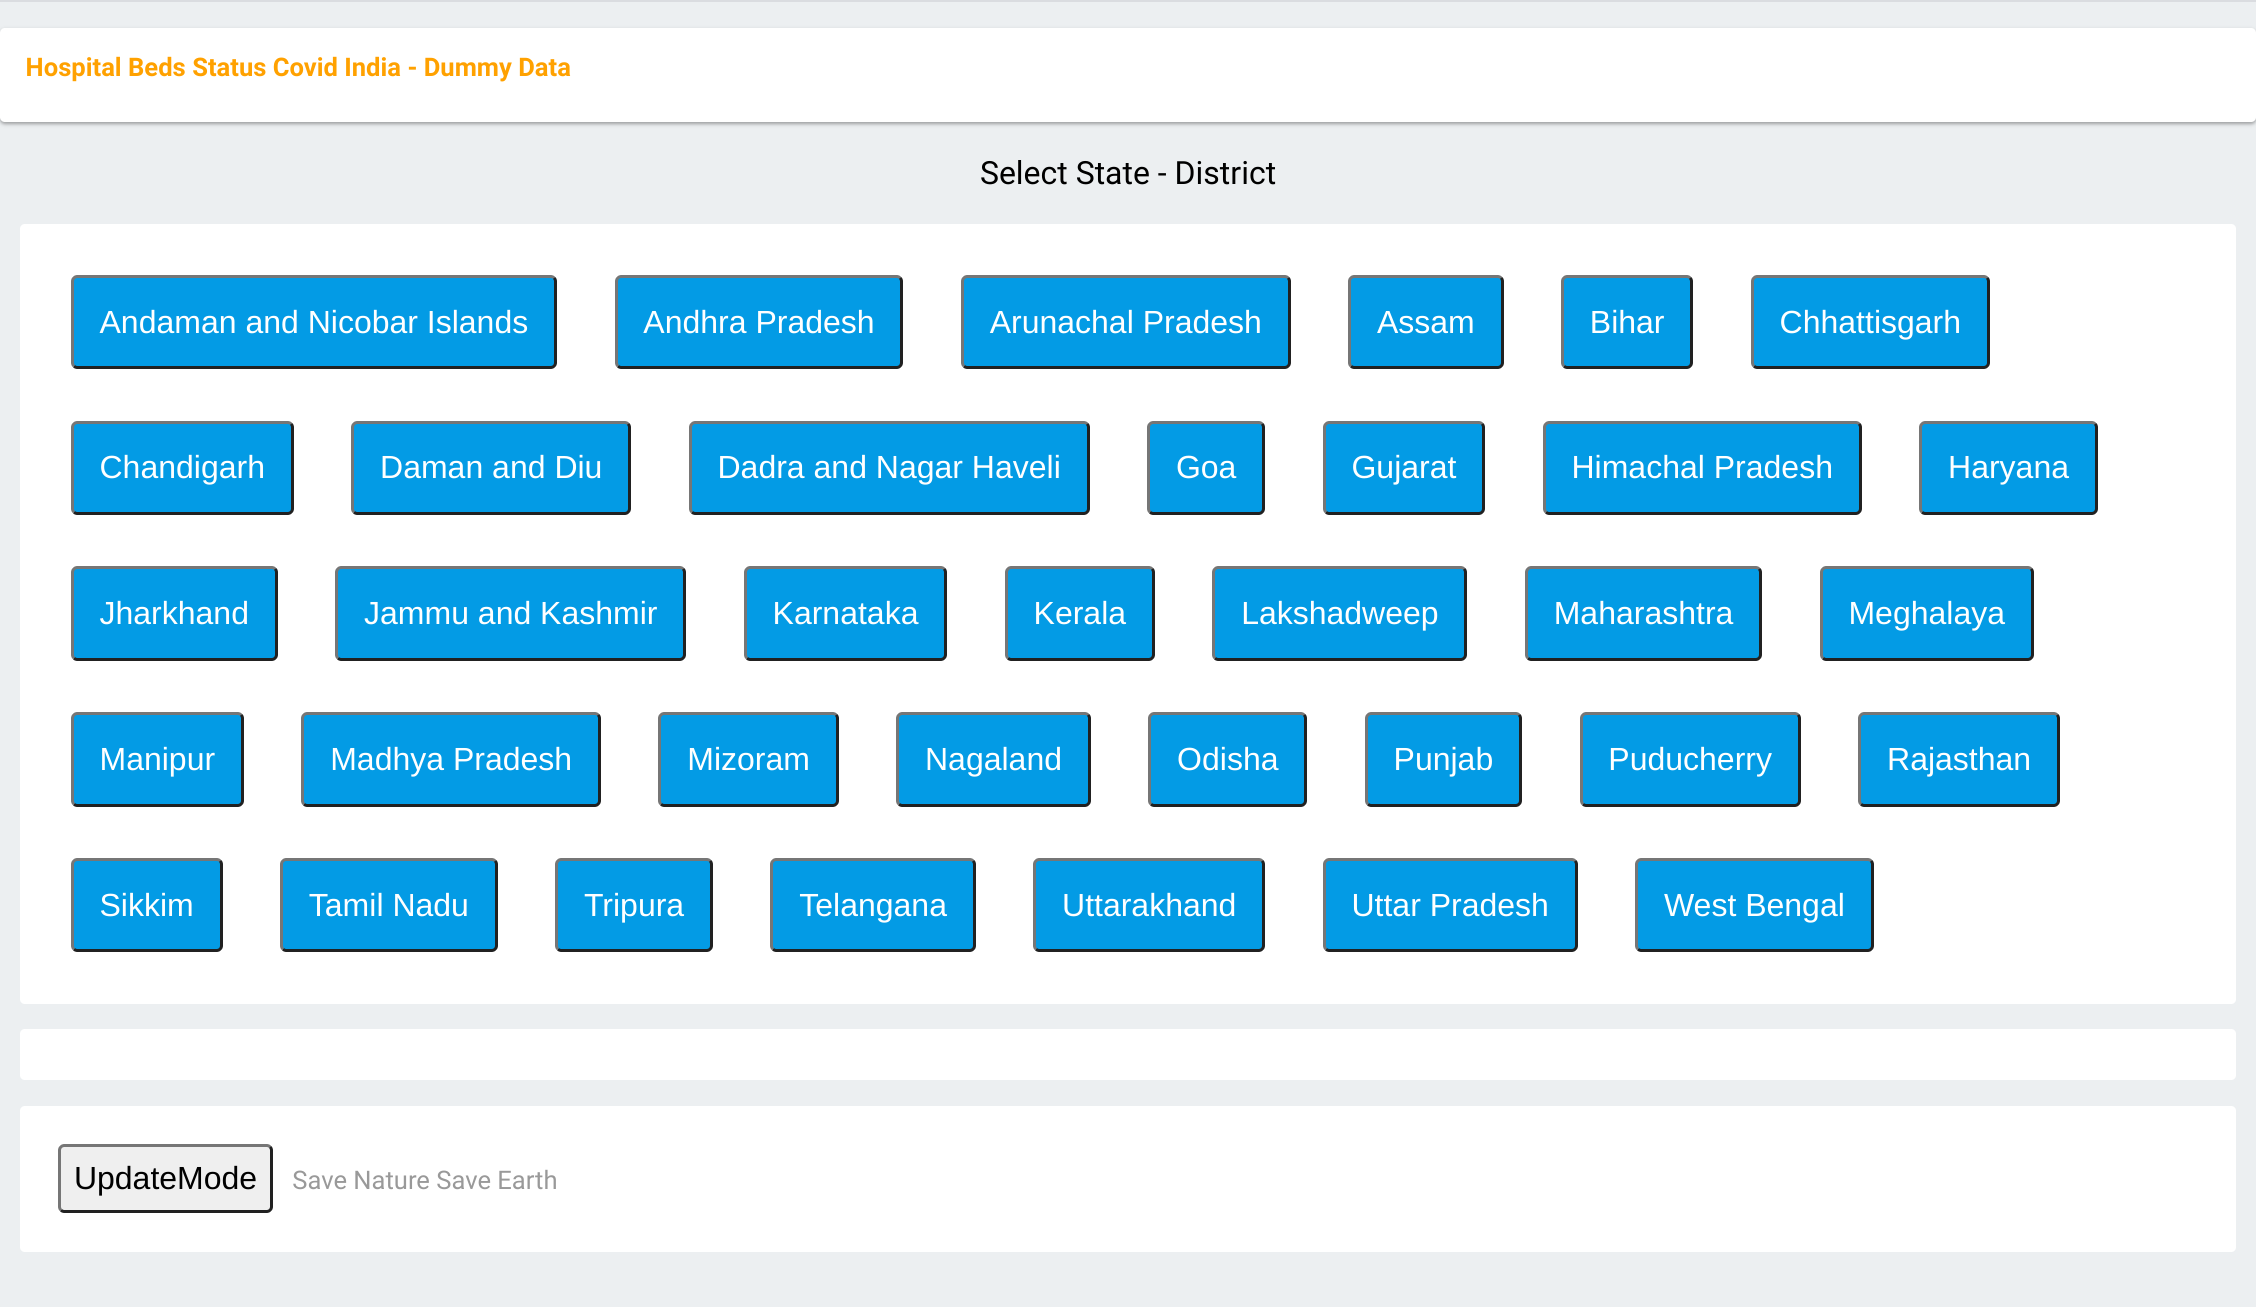 Hospital Beds Status Covid India - Dummy Data
Select State - District
Andaman and Nicobar Islands Andhra Pradesh Arunachal Pradesh Assam Bihar Chhattisgarh
Chandigarh Daman and Diu Dadra and Nagar Haveli Goa Gujarat Himachal Pradesh Haryana
Jharkhand Jammu and Kashmir Karnataka Kerala Lakshadweep Maharashtra Meghalaya
Manipur Madhya Pradesh Mizoram Nagaland Odisha Punjab Puducherry Rajasthan
Sikkim Tamil Nadu Tripura Telangana Uttarakhand Uttar Pradesh West Bengal
UpdateMode Save Nature Save Earth